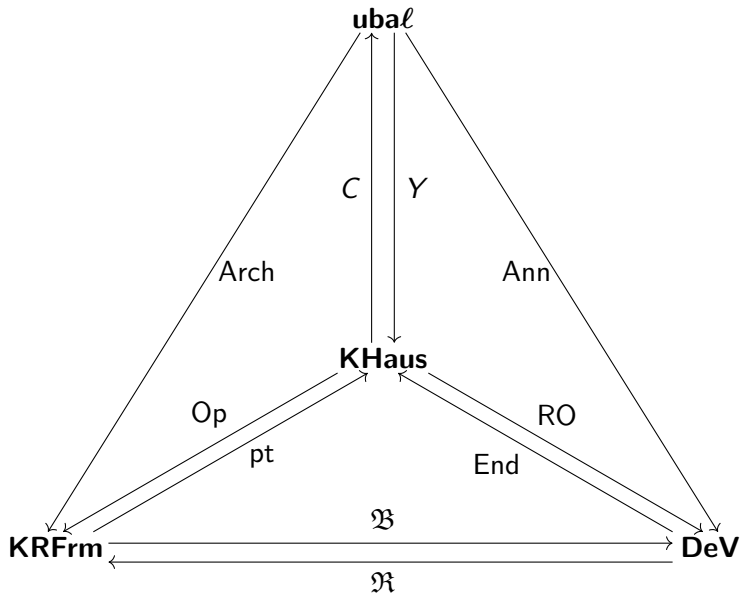 ubaℓ
C Y
Arch Ann
KHaus
Op RO
pt End
𝔅
KRFrm DeV
ℜ